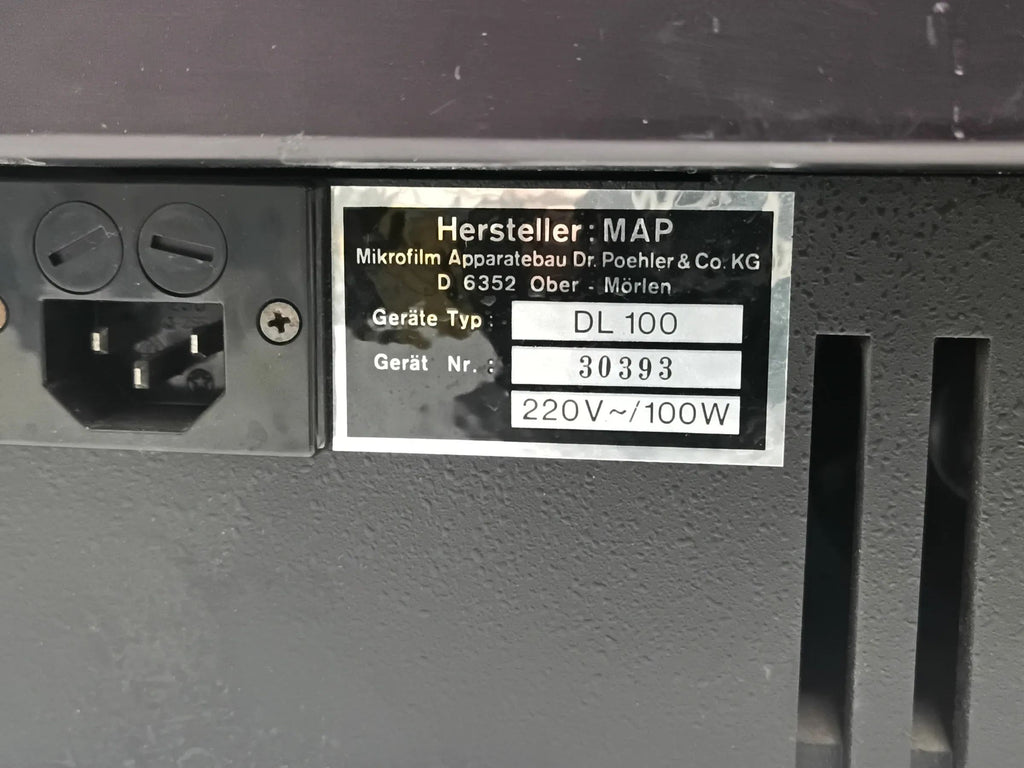 Hersteller: MAP
Mikrofilm Apparatebau Dr. Poehler & Co. KG
D 6352 Ober - Mörlen
Geräte Typ: DL 100
Gerät Nr.: 30393
220V~/100W